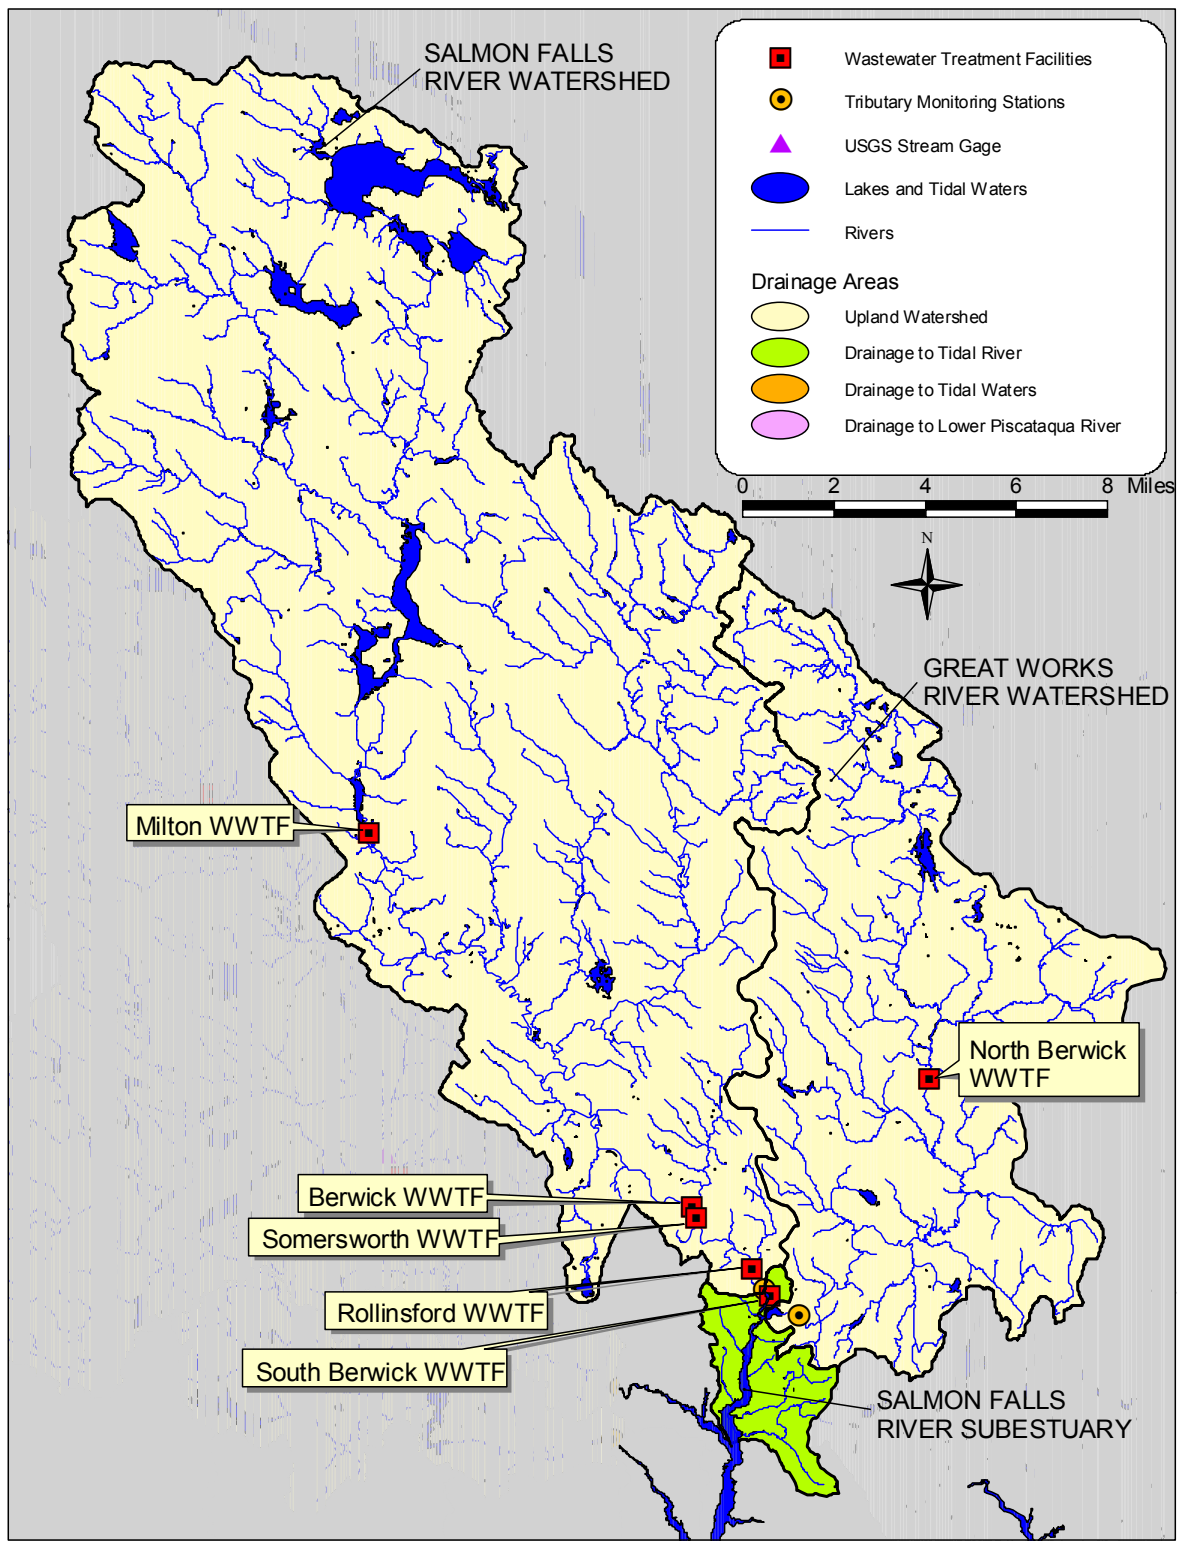 SALMON FALLS
RIVER WATERSHED
Wastewater Treatment Facilities
Tributary Monitoring Stations
USGS Stream Gage
Lakes and Tidal Waters
Rivers
Drainage Areas
Upland Watershed
Drainage to Tidal River
Drainage to Tidal Waters
Drainage to Lower Piscataqua River
0 2 4 6 8 Miles
N
GREAT WORKS
RIVER WATERSHED
Milton WWTF
North Berwick
WWTF
Berwick WWTF
Somersworth WWTF
Rollinsford WWTF
South Berwick WWTF
SALMON FALLS
RIVER SUBESTUARY